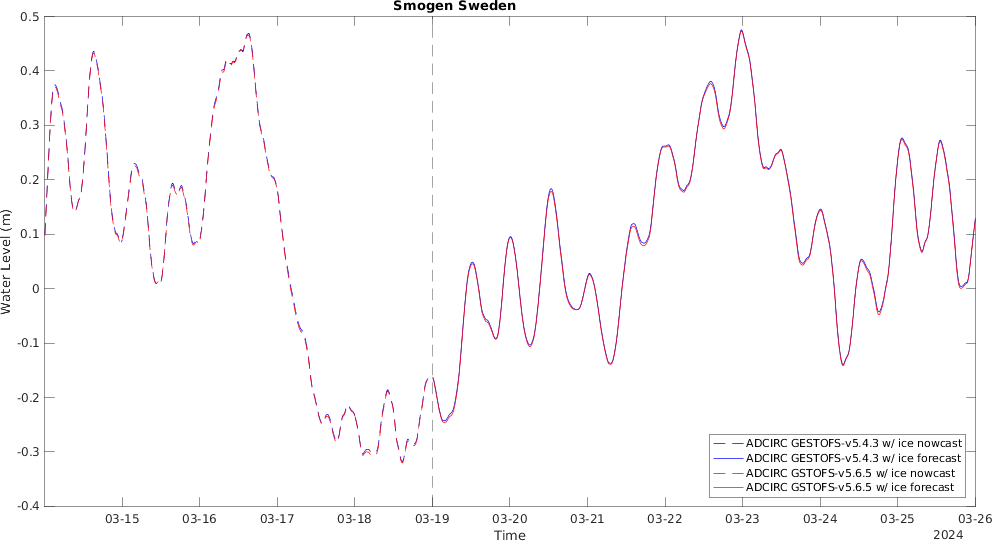 Smogen Sweden
0.5
0.4
0.3
0.2
0.1
0
-0.1
-0.2
-0.3
-0.4
Water Level (m)
ADCIRC GESTOFS-v5.4.3 w/ ice nowcast
ADCIRC GESTOFS-v5.4.3 w/ ice forecast
ADCIRC GSTOFS-v5.6.5 w/ ice nowcast
ADCIRC GSTOFS-v5.6.5 w/ ice forecast
03-15 03-16 03-17 03-18 03-19 03-20 03-21 03-22 03-23 03-24 03-25 03-26
Time
2024